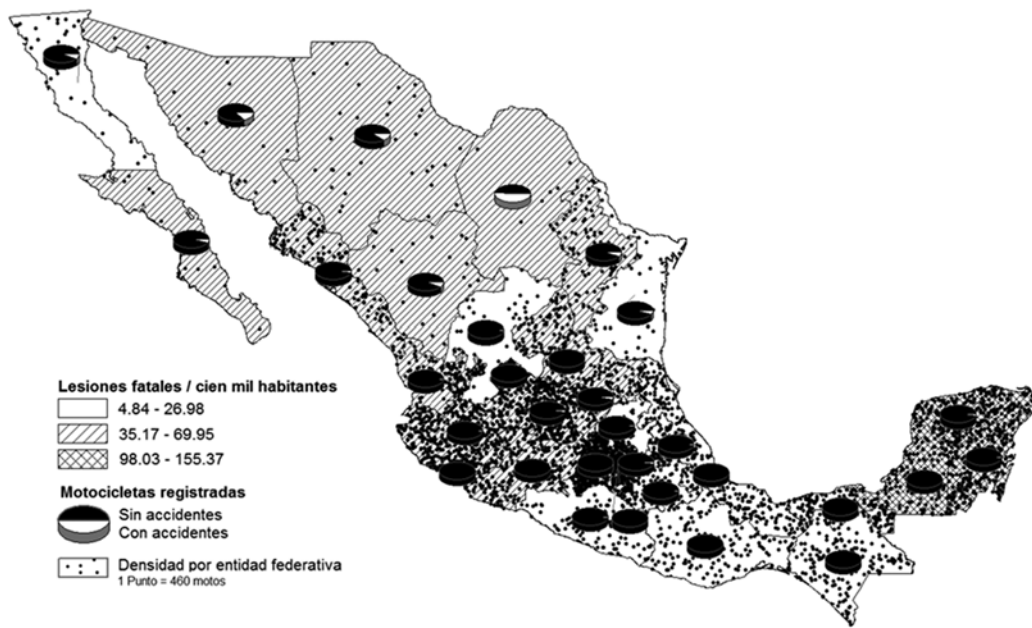 Lesiones fatales / cien mil habitantes
4.84 - 26.98
35.17 - 69.95
98.03 - 155.37
Motocicletas registradas
Sin accidentes
Con accidentes
Densidad por entidad federativa
1 Punto = 460 motos